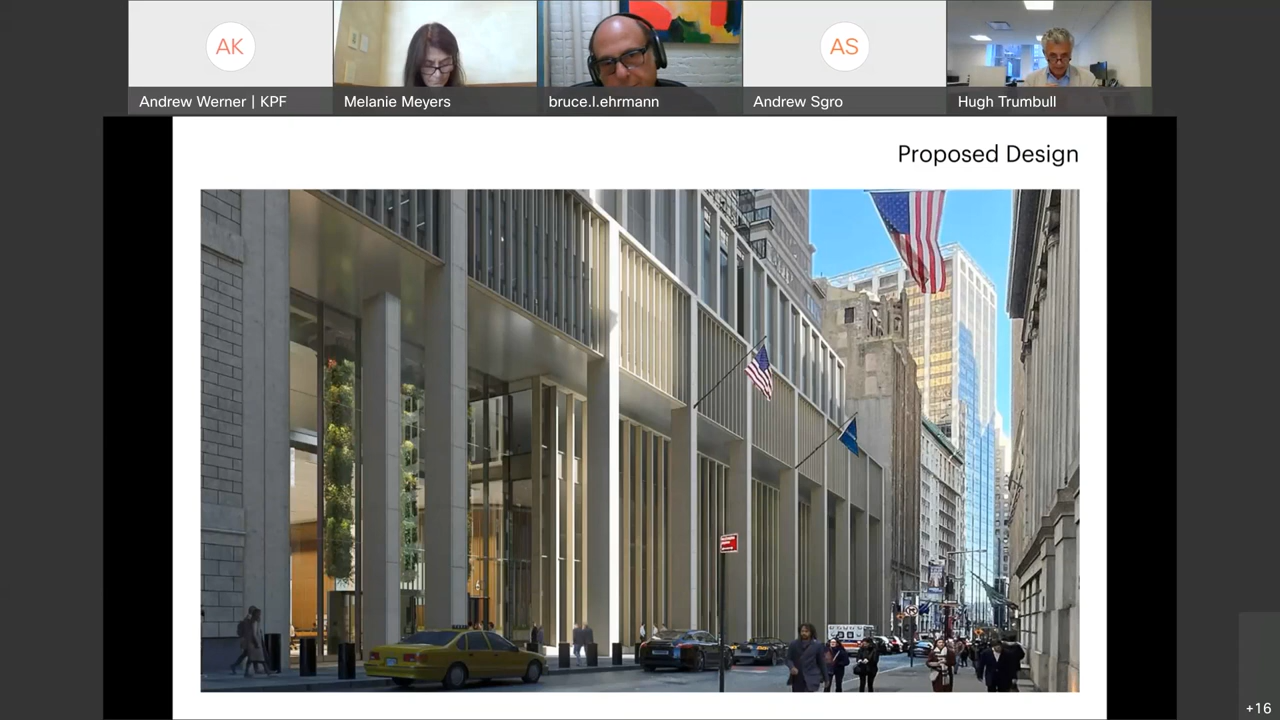 AK
Andrew Werner | KPF
Melanie Meyers
bruce.l.ehrmann
AS
Andrew Sgro
Hugh Trumbull
Proposed Design
+16